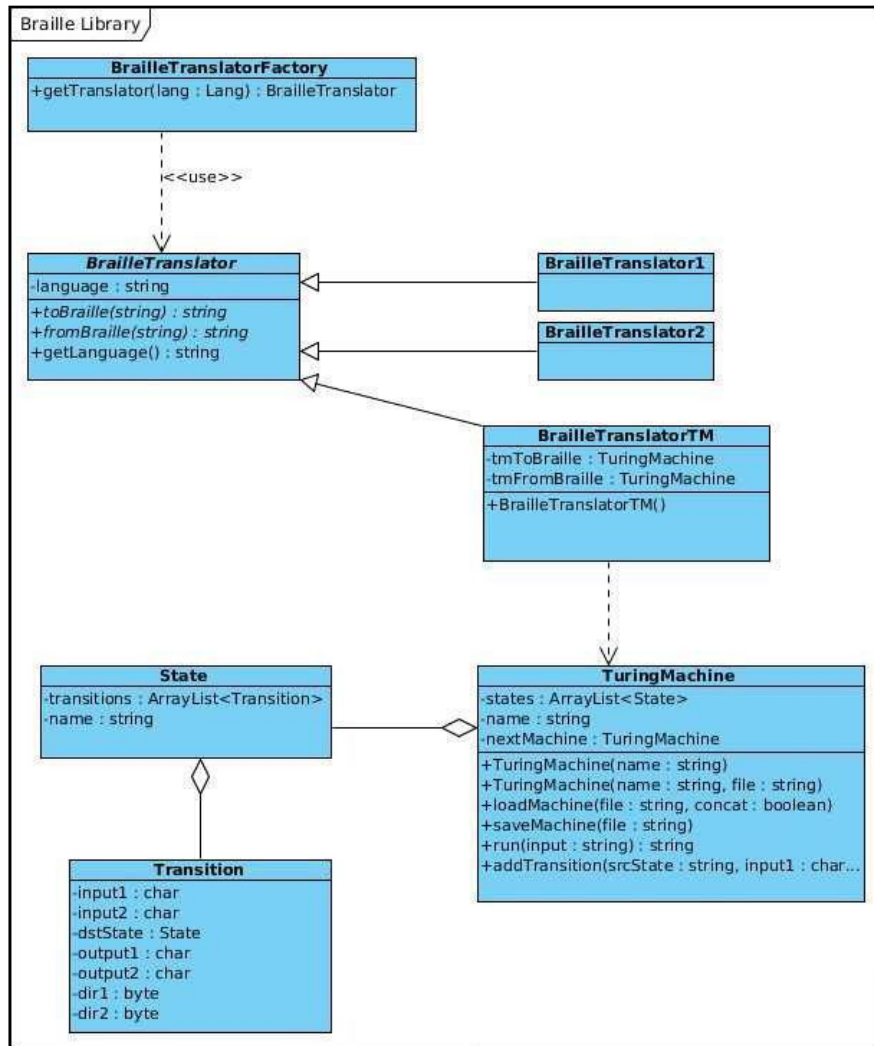 Braille Library
BrailleTranslatorFactory
+getTranslator(lang : Lang) : BrailleTranslator
<<use>>
BrailleTranslator
-language : string
+toBraille(string) : string
+fromBraille(string) : string
+getLanguage() : string
BrailleTranslator1
BrailleTranslator2
BrailleTranslatorTM
-tmToBraille : TuringMachine
-tmFromBraille : TuringMachine
+BrailleTranslatorTM()
State
-transitions : ArrayList<Transition>
-name : string
TuringMachine
-states : ArrayList<State>
-name : string
-nextMachine : TuringMachine
+TuringMachine(name : string)
+TuringMachine(name : string, file : string)
+loadMachine(file : string, concat : boolean)
+saveMachine(file : string)
+run(input : string) : string
+addTransition(srcState : string, input1 : char...
Transition
-input1 : char
-input2 : char
-dstState : State
-output1 : char
-output2 : char
-dir1 : byte
-dir2 : byte